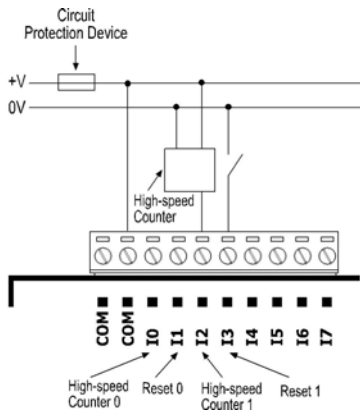 Circuit
Protection Device
+V
0V
High-speed
Counter
COM COM I0 I1 I2 I3 I4 I5 I6 I7
High-speed
Counter 0
Reset 0
High-speed
Counter 1
Reset 1